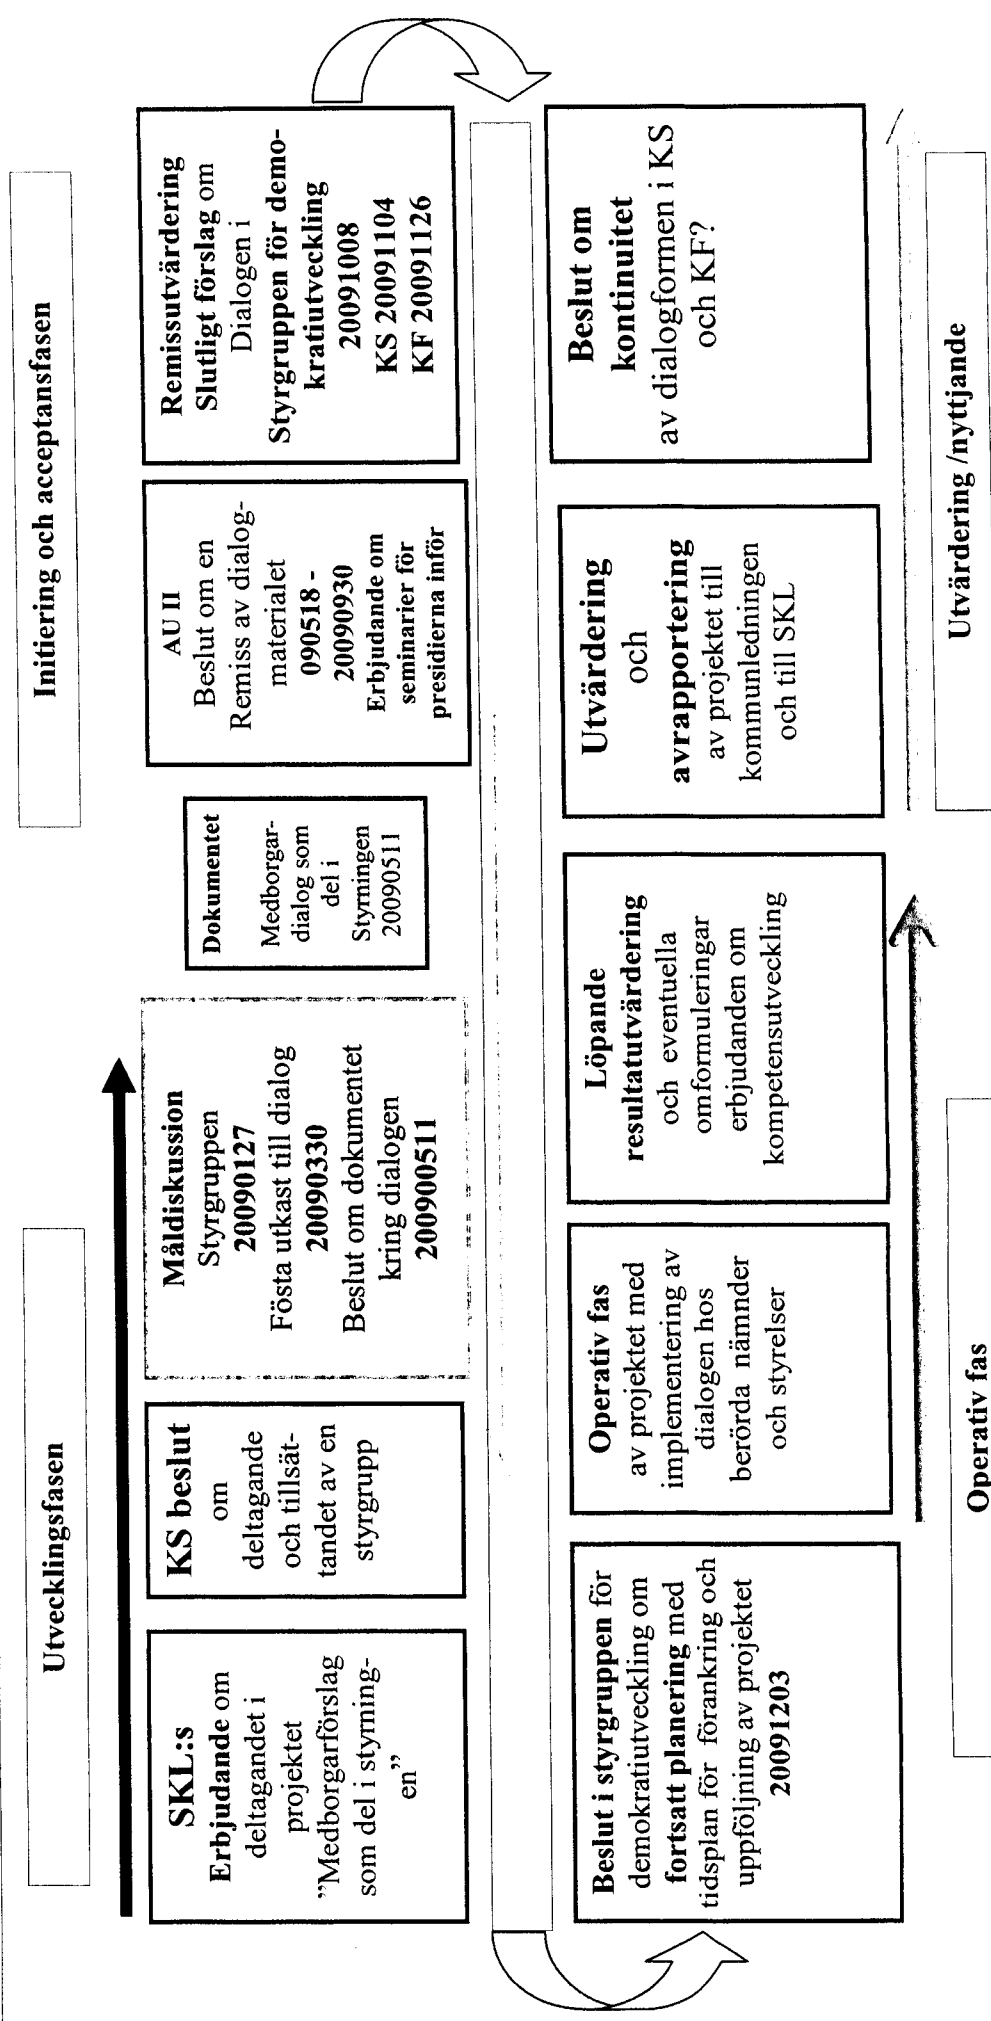 Utvecklingsfasen
Initiering och acceptansfasen
SKL:s
Erbjudande om
deltagandet i
projektet
”Medborgarförslag
som del i styrning-
en”
KS beslut
om
deltagande
och tillsät-
tandet av en
styrgrupp
Måldiskussion
Styrgruppen
20090127
Fösta utkast till dialog
20090330
Beslut om dokumentet
kring dialogen
200900511
Dokumentet
Medborgar-
dialog som
del i
Styrningen
20090511
AU II
Beslut om en
Remiss av dialog-
materialet
090518 -
20090930
Erbjudande om
seminarier för
presidierna inför
Remissutvärdering
Slutligt förslag om
Dialogen i
Styrgruppen för demo-
kratiutveckling
20091008
KS 20091104
KF 20091126
Beslut i styrgruppen för
demokratiutveckling om
fortsatt planering med
tidsplan för förankring och
uppföljning av projektet
20091203
Operativ fas
av projektet med
implementering av
dialogen hos
berörda nämnder
och styrelser
Löpande
resultatutvärdering
och eventuella
omformuleringar
erbjudanden om
kompetensutveckling
Utvärdering
och
avrapportering
av projektet till
kommunledningen
och till SKL
Beslut om
kontinuitet
av dialogformen i KS
och KF?
Operativ fas
Utvärdering /nyttjande